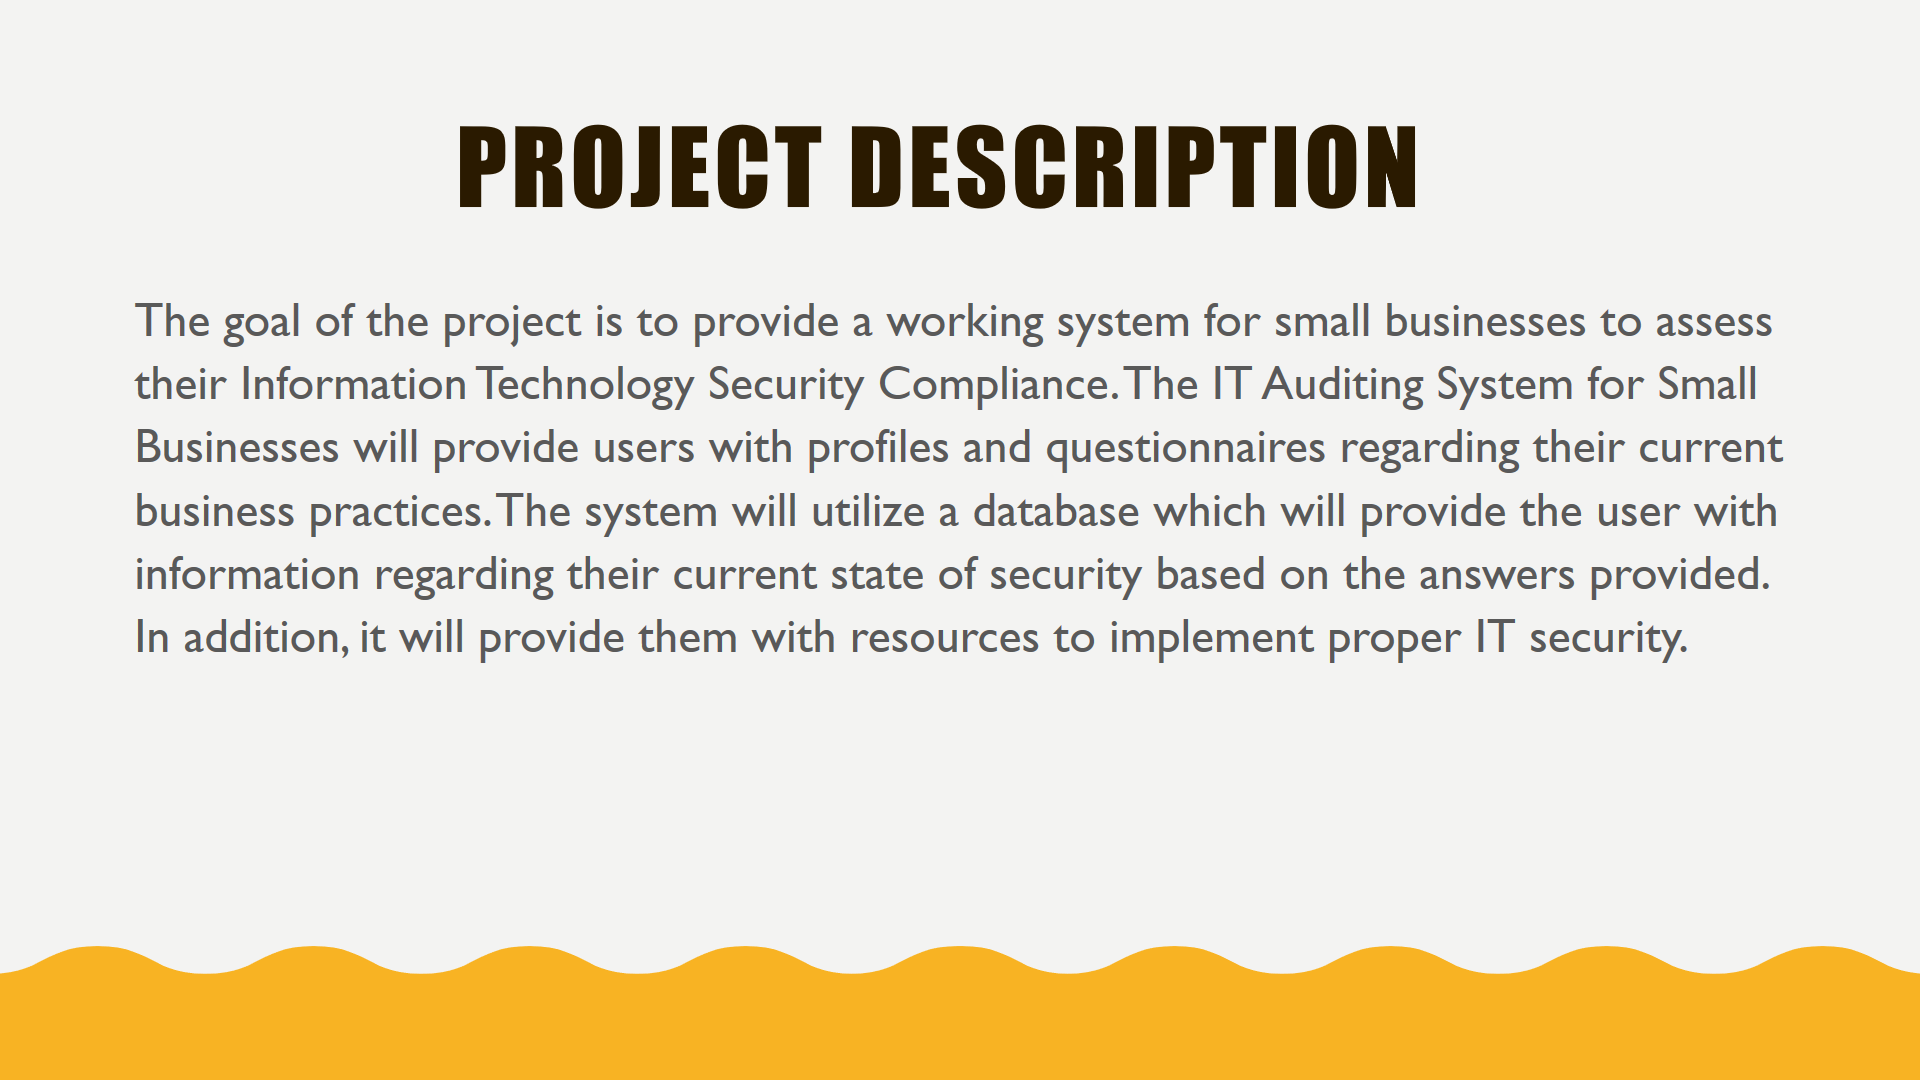 PROJECT DESCRIPTION
The goal of the project is to provide a working system for small businesses to assess
their Information Technology Security Compliance. The IT Auditing System for Small
Businesses will provide users with profiles and questionnaires regarding their current
business practices. The system will utilize a database which will provide the user with
information regarding their current state of security based on the answers provided.
In addition, it will provide them with resources to implement proper IT security.